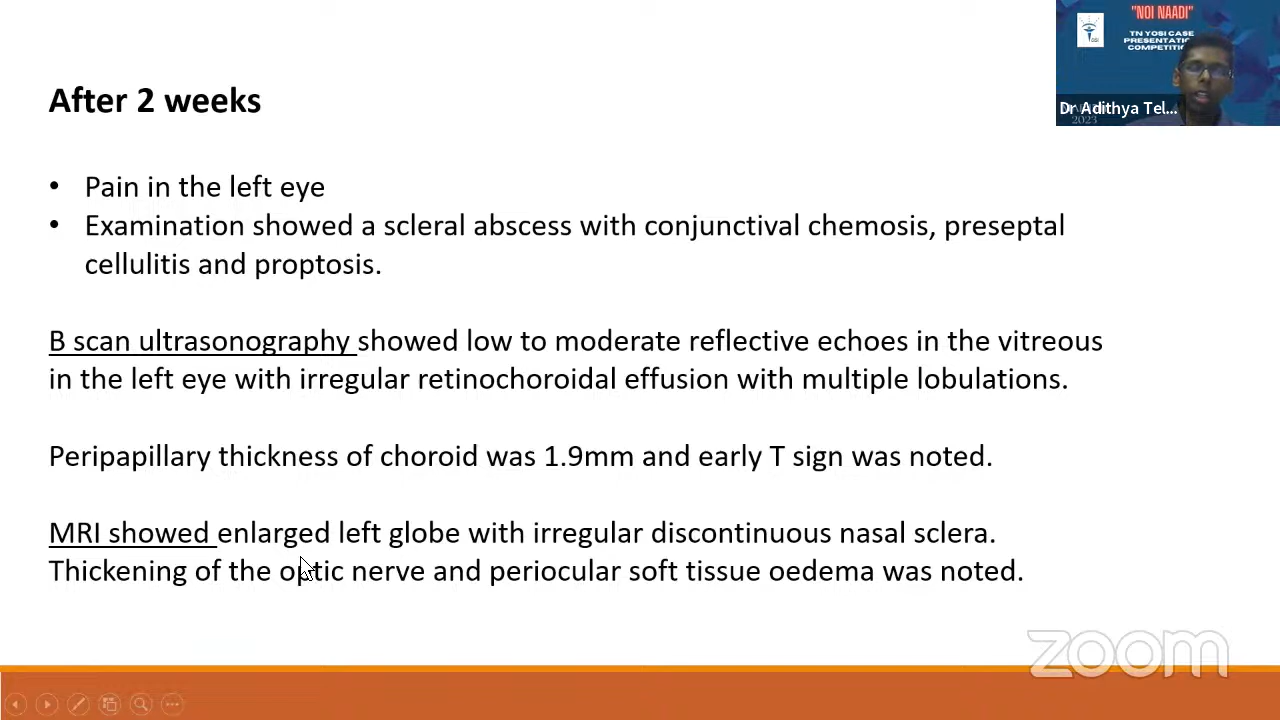 "NOI NAADI"
TN YOSI CASE
PRESENTATION
COMPETITION
Dr Adithya Tel...
2023
After 2 weeks
• Pain in the left eye
• Examination showed a scleral abscess with conjunctival chemosis, preseptal
cellulitis and proptosis.
B scan ultrasonography showed low to moderate reflective echoes in the vitreous
in the left eye with irregular retinochoroidal effusion with multiple lobulations.
Peripapillary thickness of choroid was 1.9mm and early T sign was noted.
MRI showed enlarged left globe with irregular discontinuous nasal sclera.
Thickening of the optic nerve and periocular soft tissue oedema was noted.
zoom